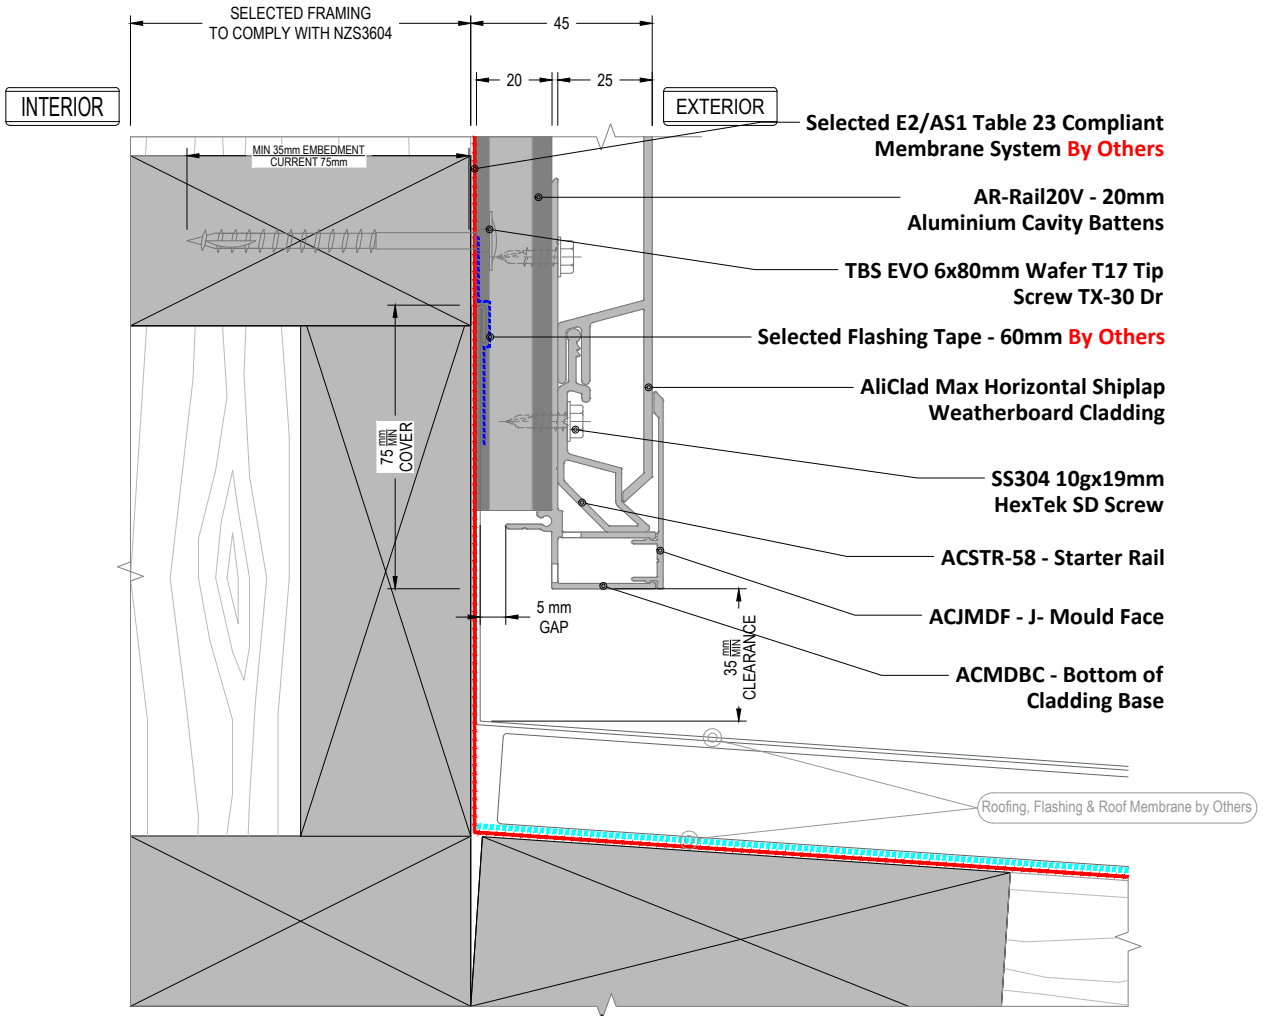 SELECTED FRAMING
TO COMPLY WITH NZS3604
45
20
25
INTERIOR
EXTERIOR
MIN 35mm EMBEDMENT
CURRENT 75mm
Selected E2/AS1 Table 23 Compliant
Membrane System By Others
AR-Rail20V - 20mm
Aluminium Cavity Battens
TBS EVO 6x80mm Wafer T17 Tip
Screw TX-30 Dr
Selected Flashing Tape - 60mm By Others
AliClad Max Horizontal Shiplap
Weatherboard Cladding
75 mm MIN
COVER
SS304 10gx19mm
HexTek SD Screw
ACSTR-58 - Starter Rail
5 mm
GAP
ACJMDF - J- Mould Face
35 mm MIN
CLEARANCE
ACMDBC - Bottom of
Cladding Base
Roofing, Flashing & Roof Membrane by Others